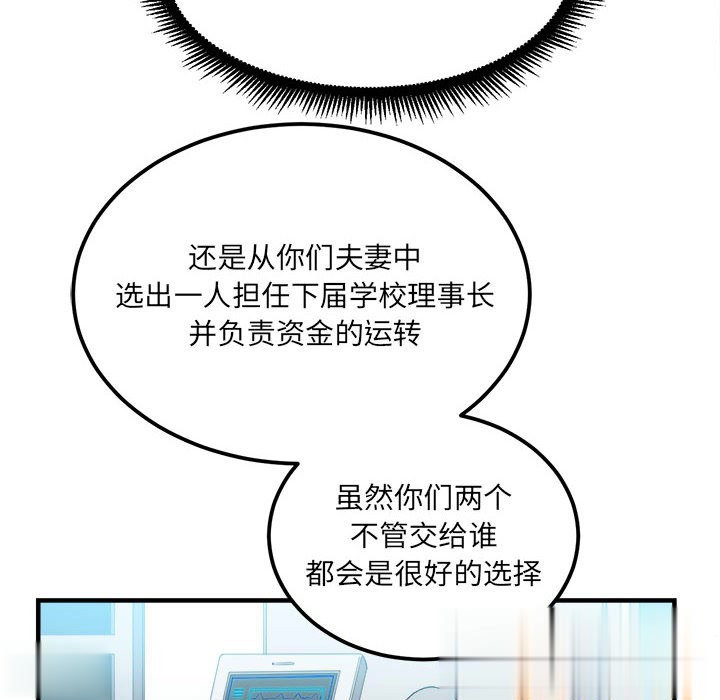 还是从你们夫妻中
选出一人担任下届学校理事长
并负责资金的运转
虽然你们两个
不管交给谁
都会是很好的选择